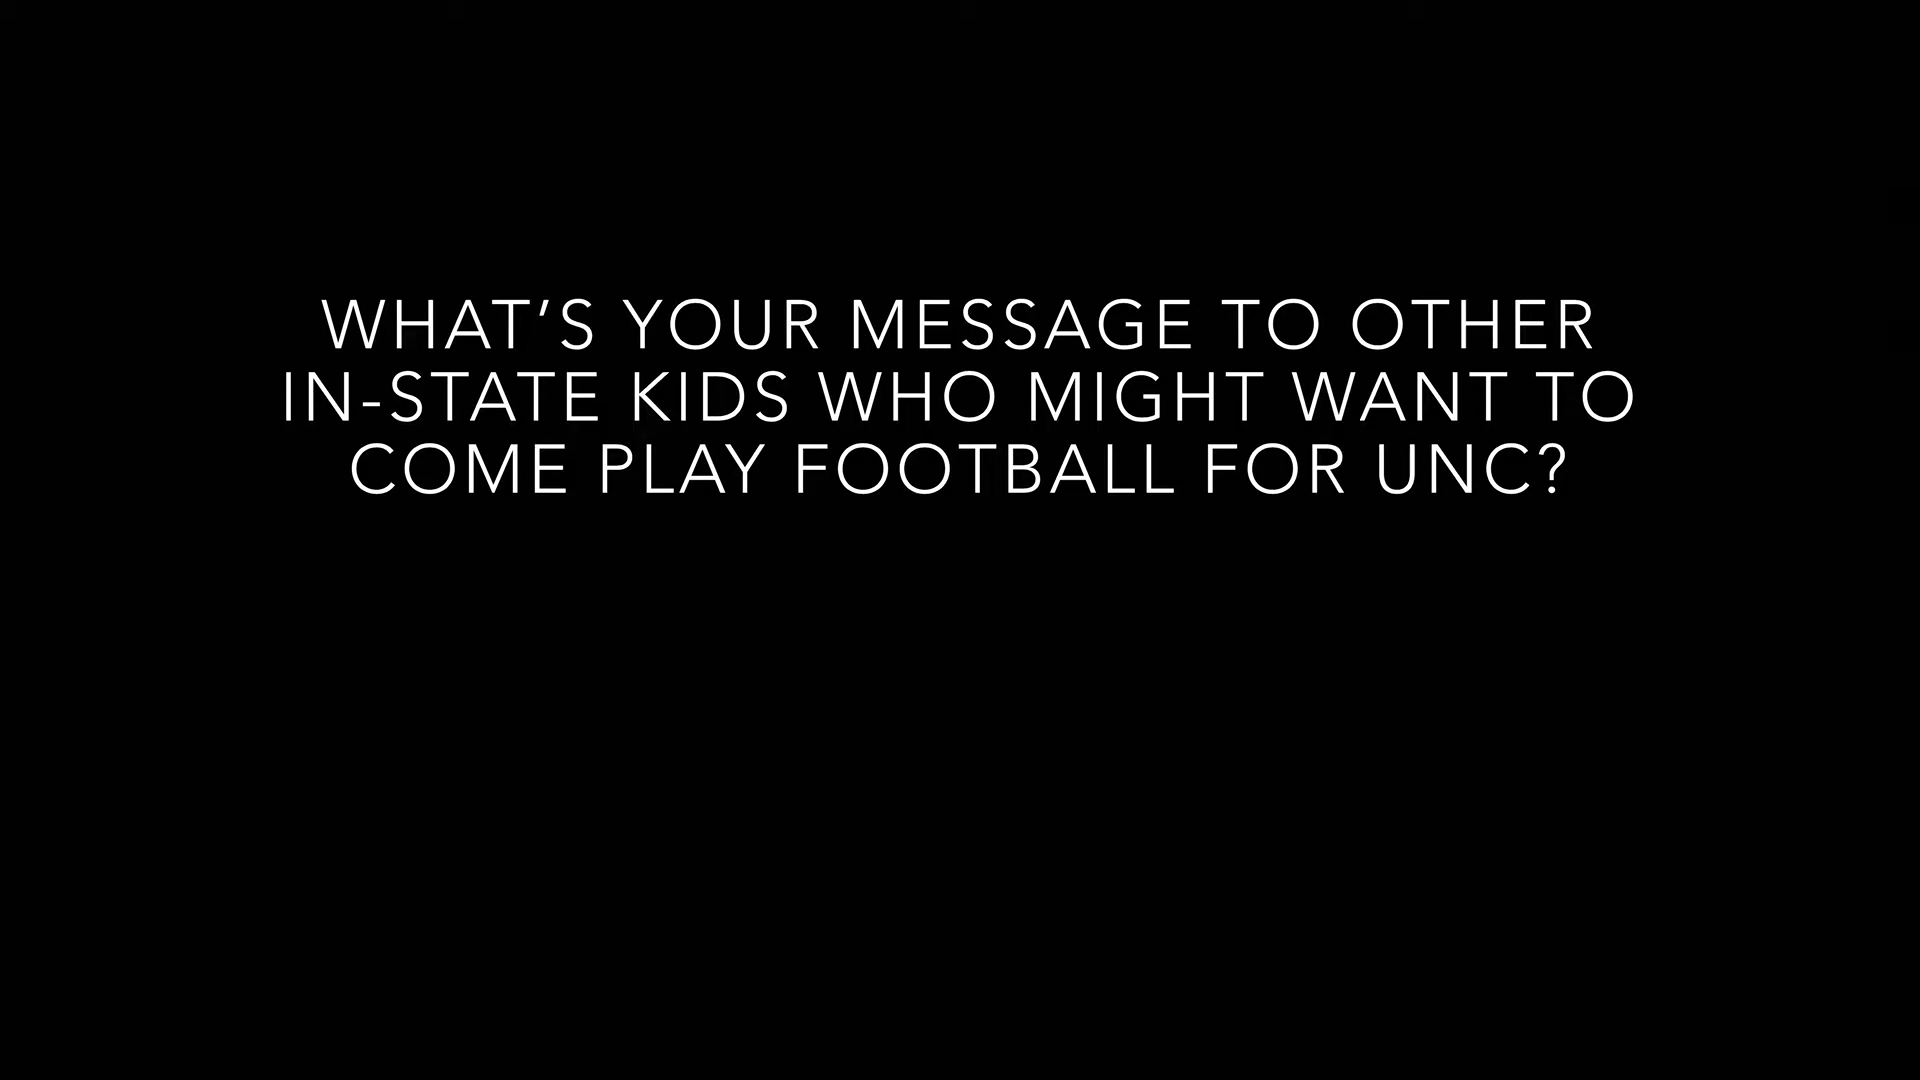 WHAT’S YOUR MESSAGE TO OTHER
IN-STATE KIDS WHO MIGHT WANT TO
COME PLAY FOOTBALL FOR UNC?